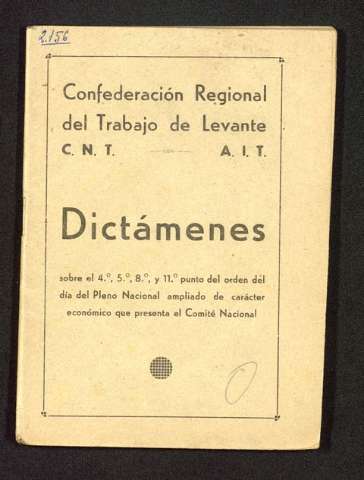 2.156
Confederación Regional
del Trabajo de Levante
C. N. T. A. I. T.
Dictámenes
sobre el 4.º, 5.º, 8.º, y 11.º punto del orden del
día del Pleno Nacional ampliado de carácter
económico que presenta el Comité Nacional